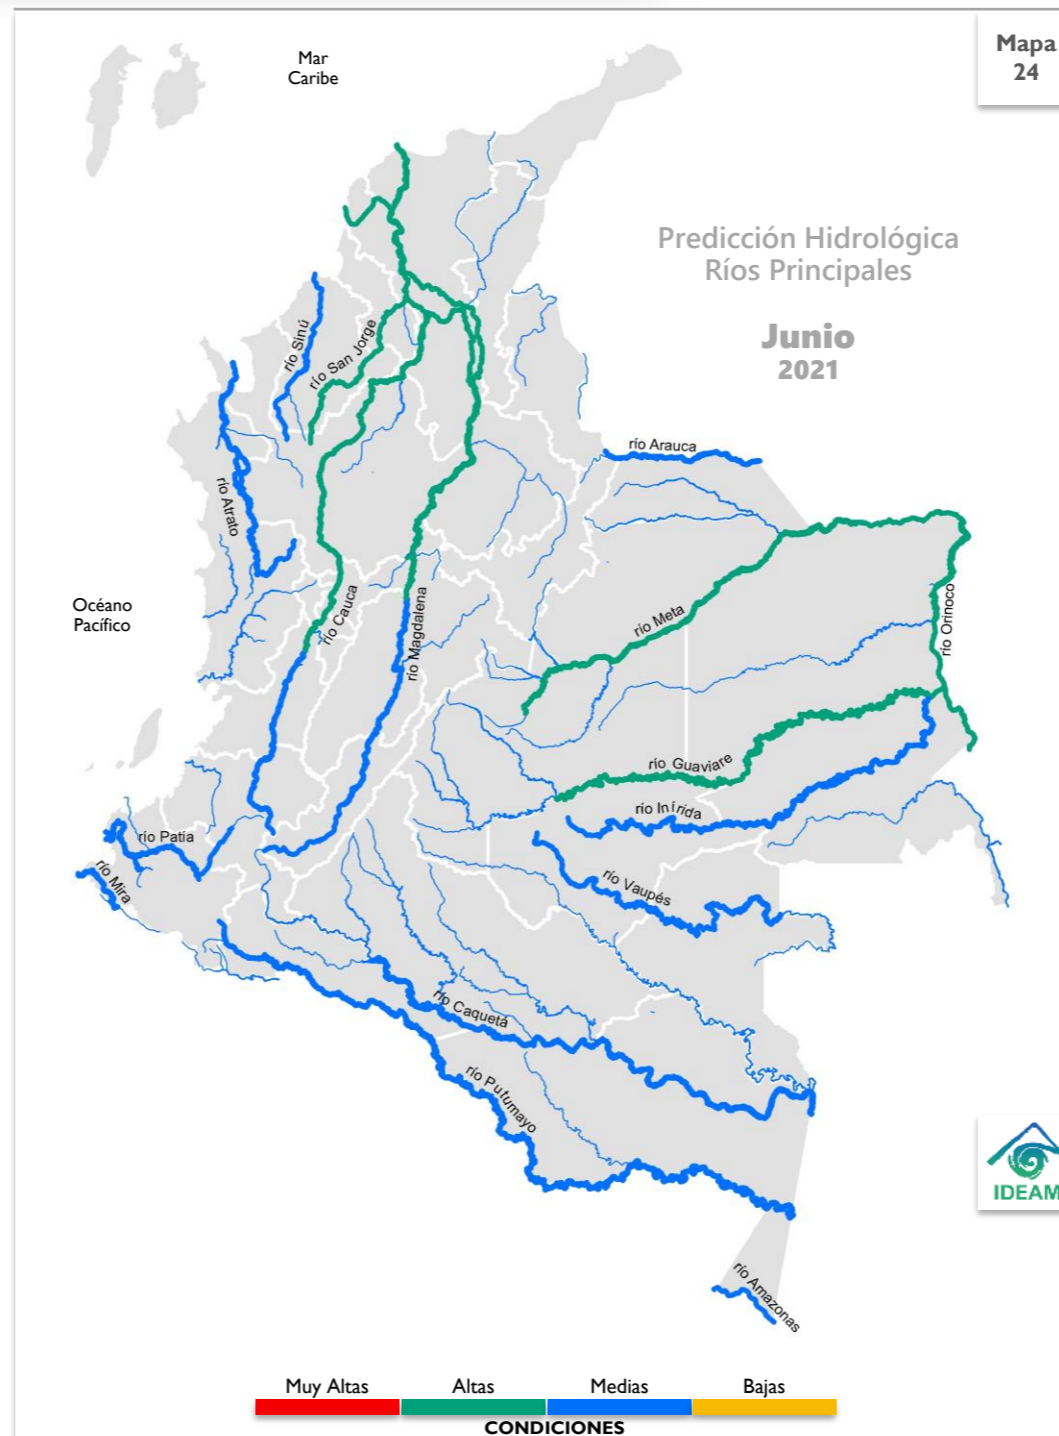 Mapa
24
Mar
Caribe
Predicción Hidrológica
Ríos Principales
Junio
2021
río Sinú
río San Jorge
río Arauca
río Atrato
río Cauca
río Magdalena
Océano
Pacífico
río Meta
río Orinoco
río Guaviare
río Inírida
río Patía
río Mira
río Vaupés
río Caquetá
río Putumayo
IDEAM
río Amazonas
Muy Altas
Altas
Medias
Bajas
CONDICIONES